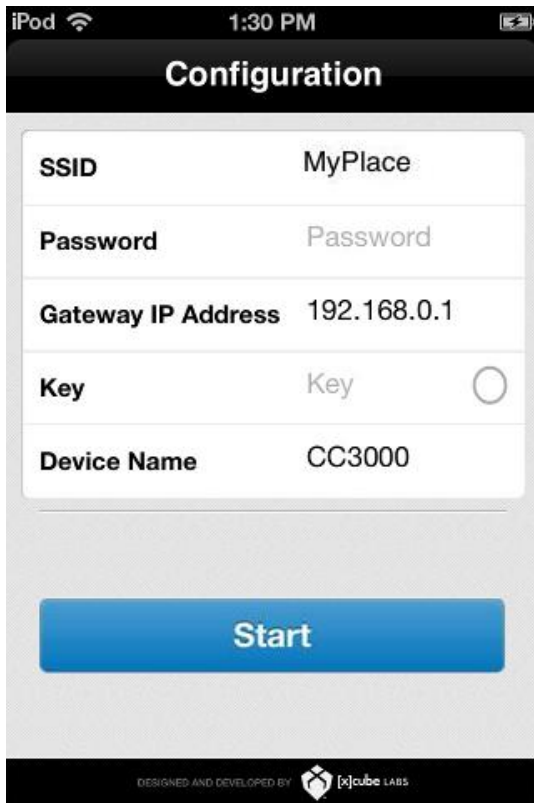 iPod 1:30 PM
Configuration
SSID MyPlace
Password Password
Gateway IP Address 192.168.0.1
Key Key
Device Name CC3000
Start
DESIGNED AND DEVELOPED BY [x]cube LABS